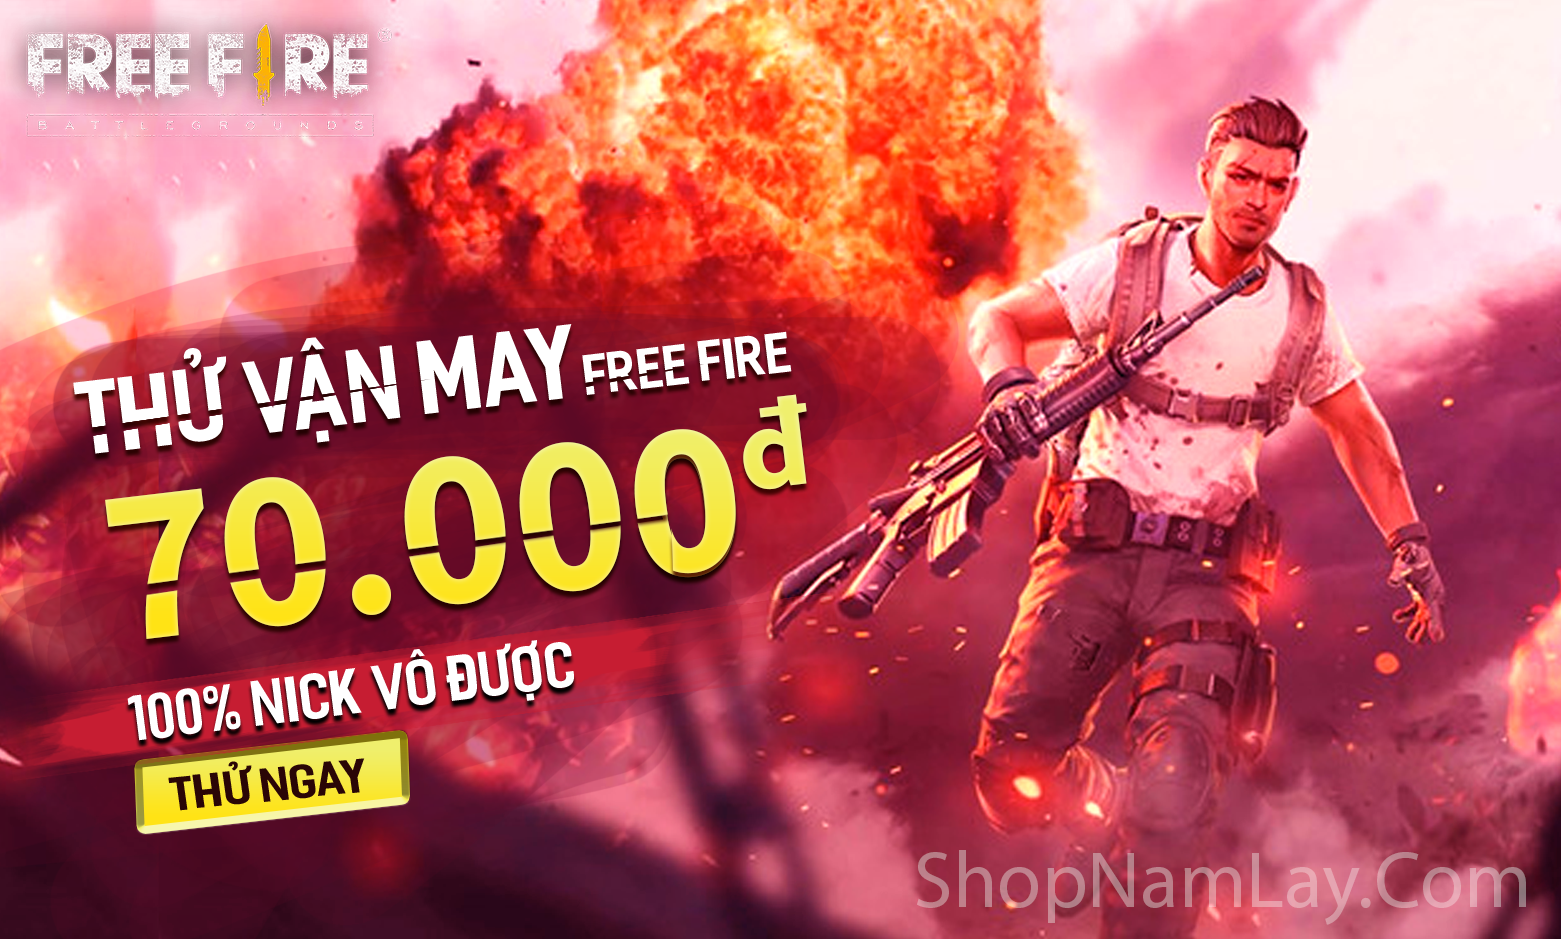 FREE FIRE
BATTLEGROUNDS
THỬ VẬN MAY FREE FIRE
70.000đ
100% NICK VÔ ĐƯỢC
THỬ NGAY
ShopNamLay.Com